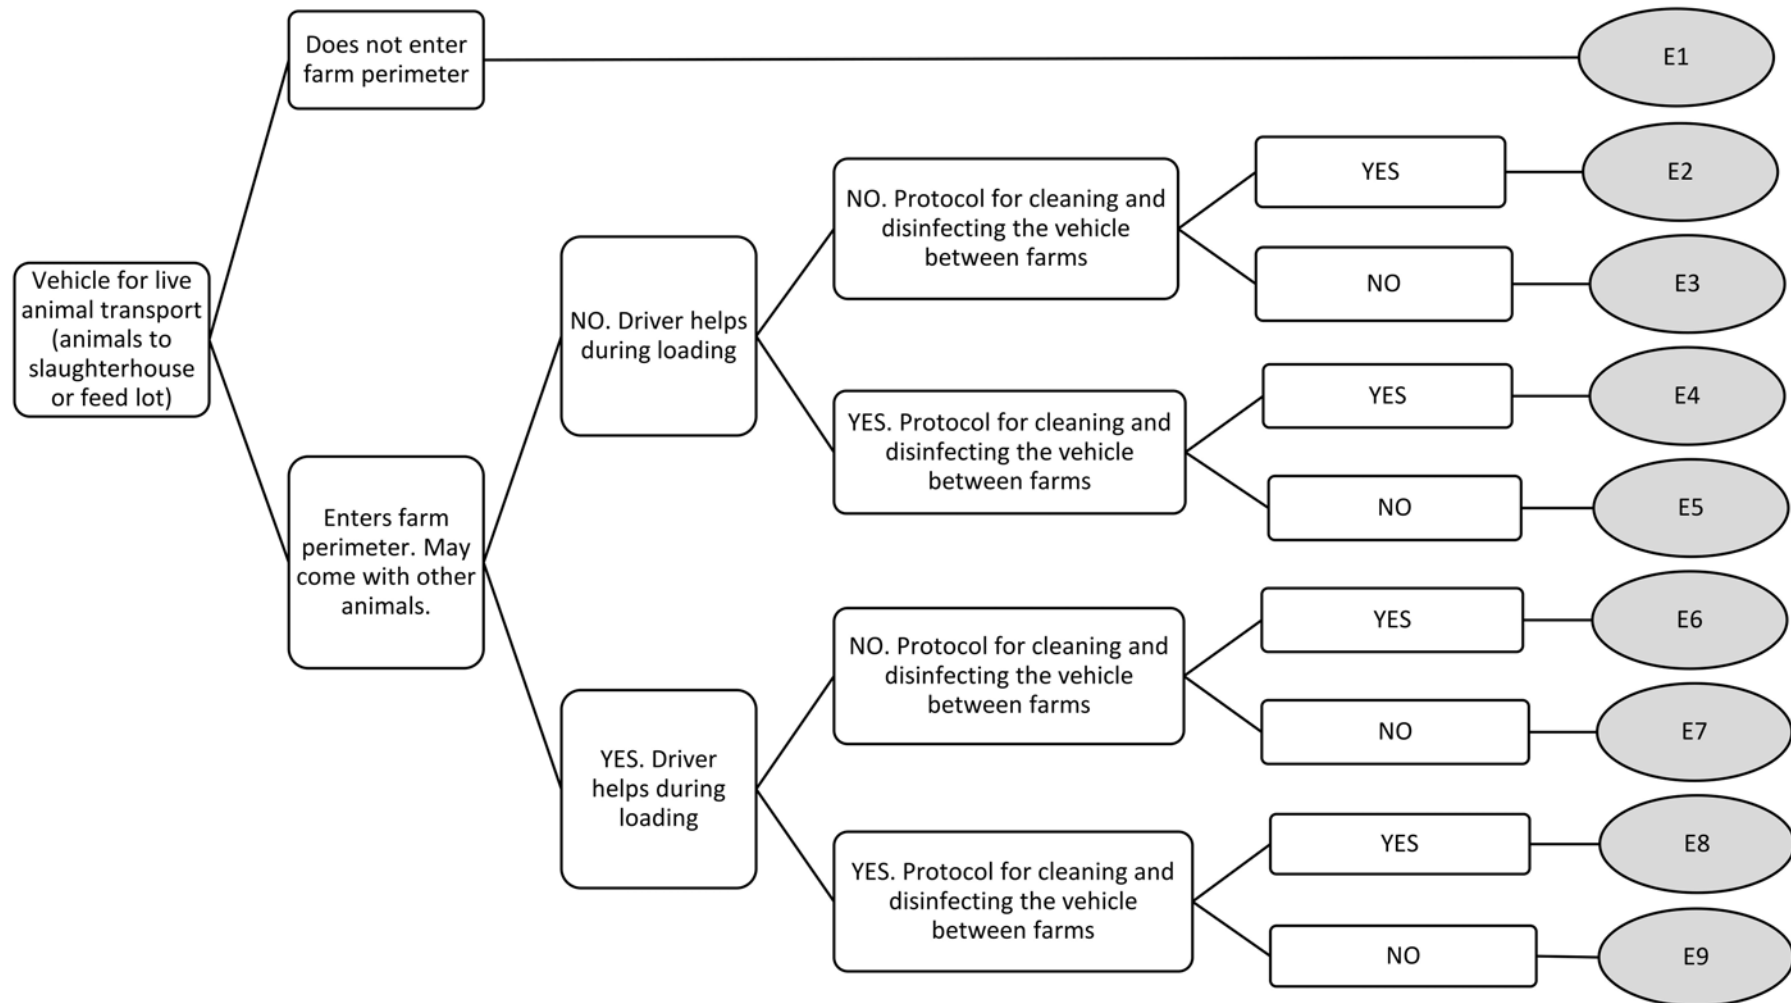 Does not enter
farm perimeter
E1
Vehicle for live
animal transport
(animals to
slaughterhouse
or feed lot)
Enters farm
perimeter. May
come with other
animals.
NO. Driver helps
during loading
NO. Protocol for cleaning and
disinfecting the vehicle
between farms
YES
E2
NO
E3
YES. Protocol for cleaning and
disinfecting the vehicle
between farms
YES
E4
NO
E5
YES. Driver
helps during
loading
NO. Protocol for cleaning and
disinfecting the vehicle
between farms
YES
E6
NO
E7
YES. Protocol for cleaning and
disinfecting the vehicle
between farms
YES
E8
NO
E9